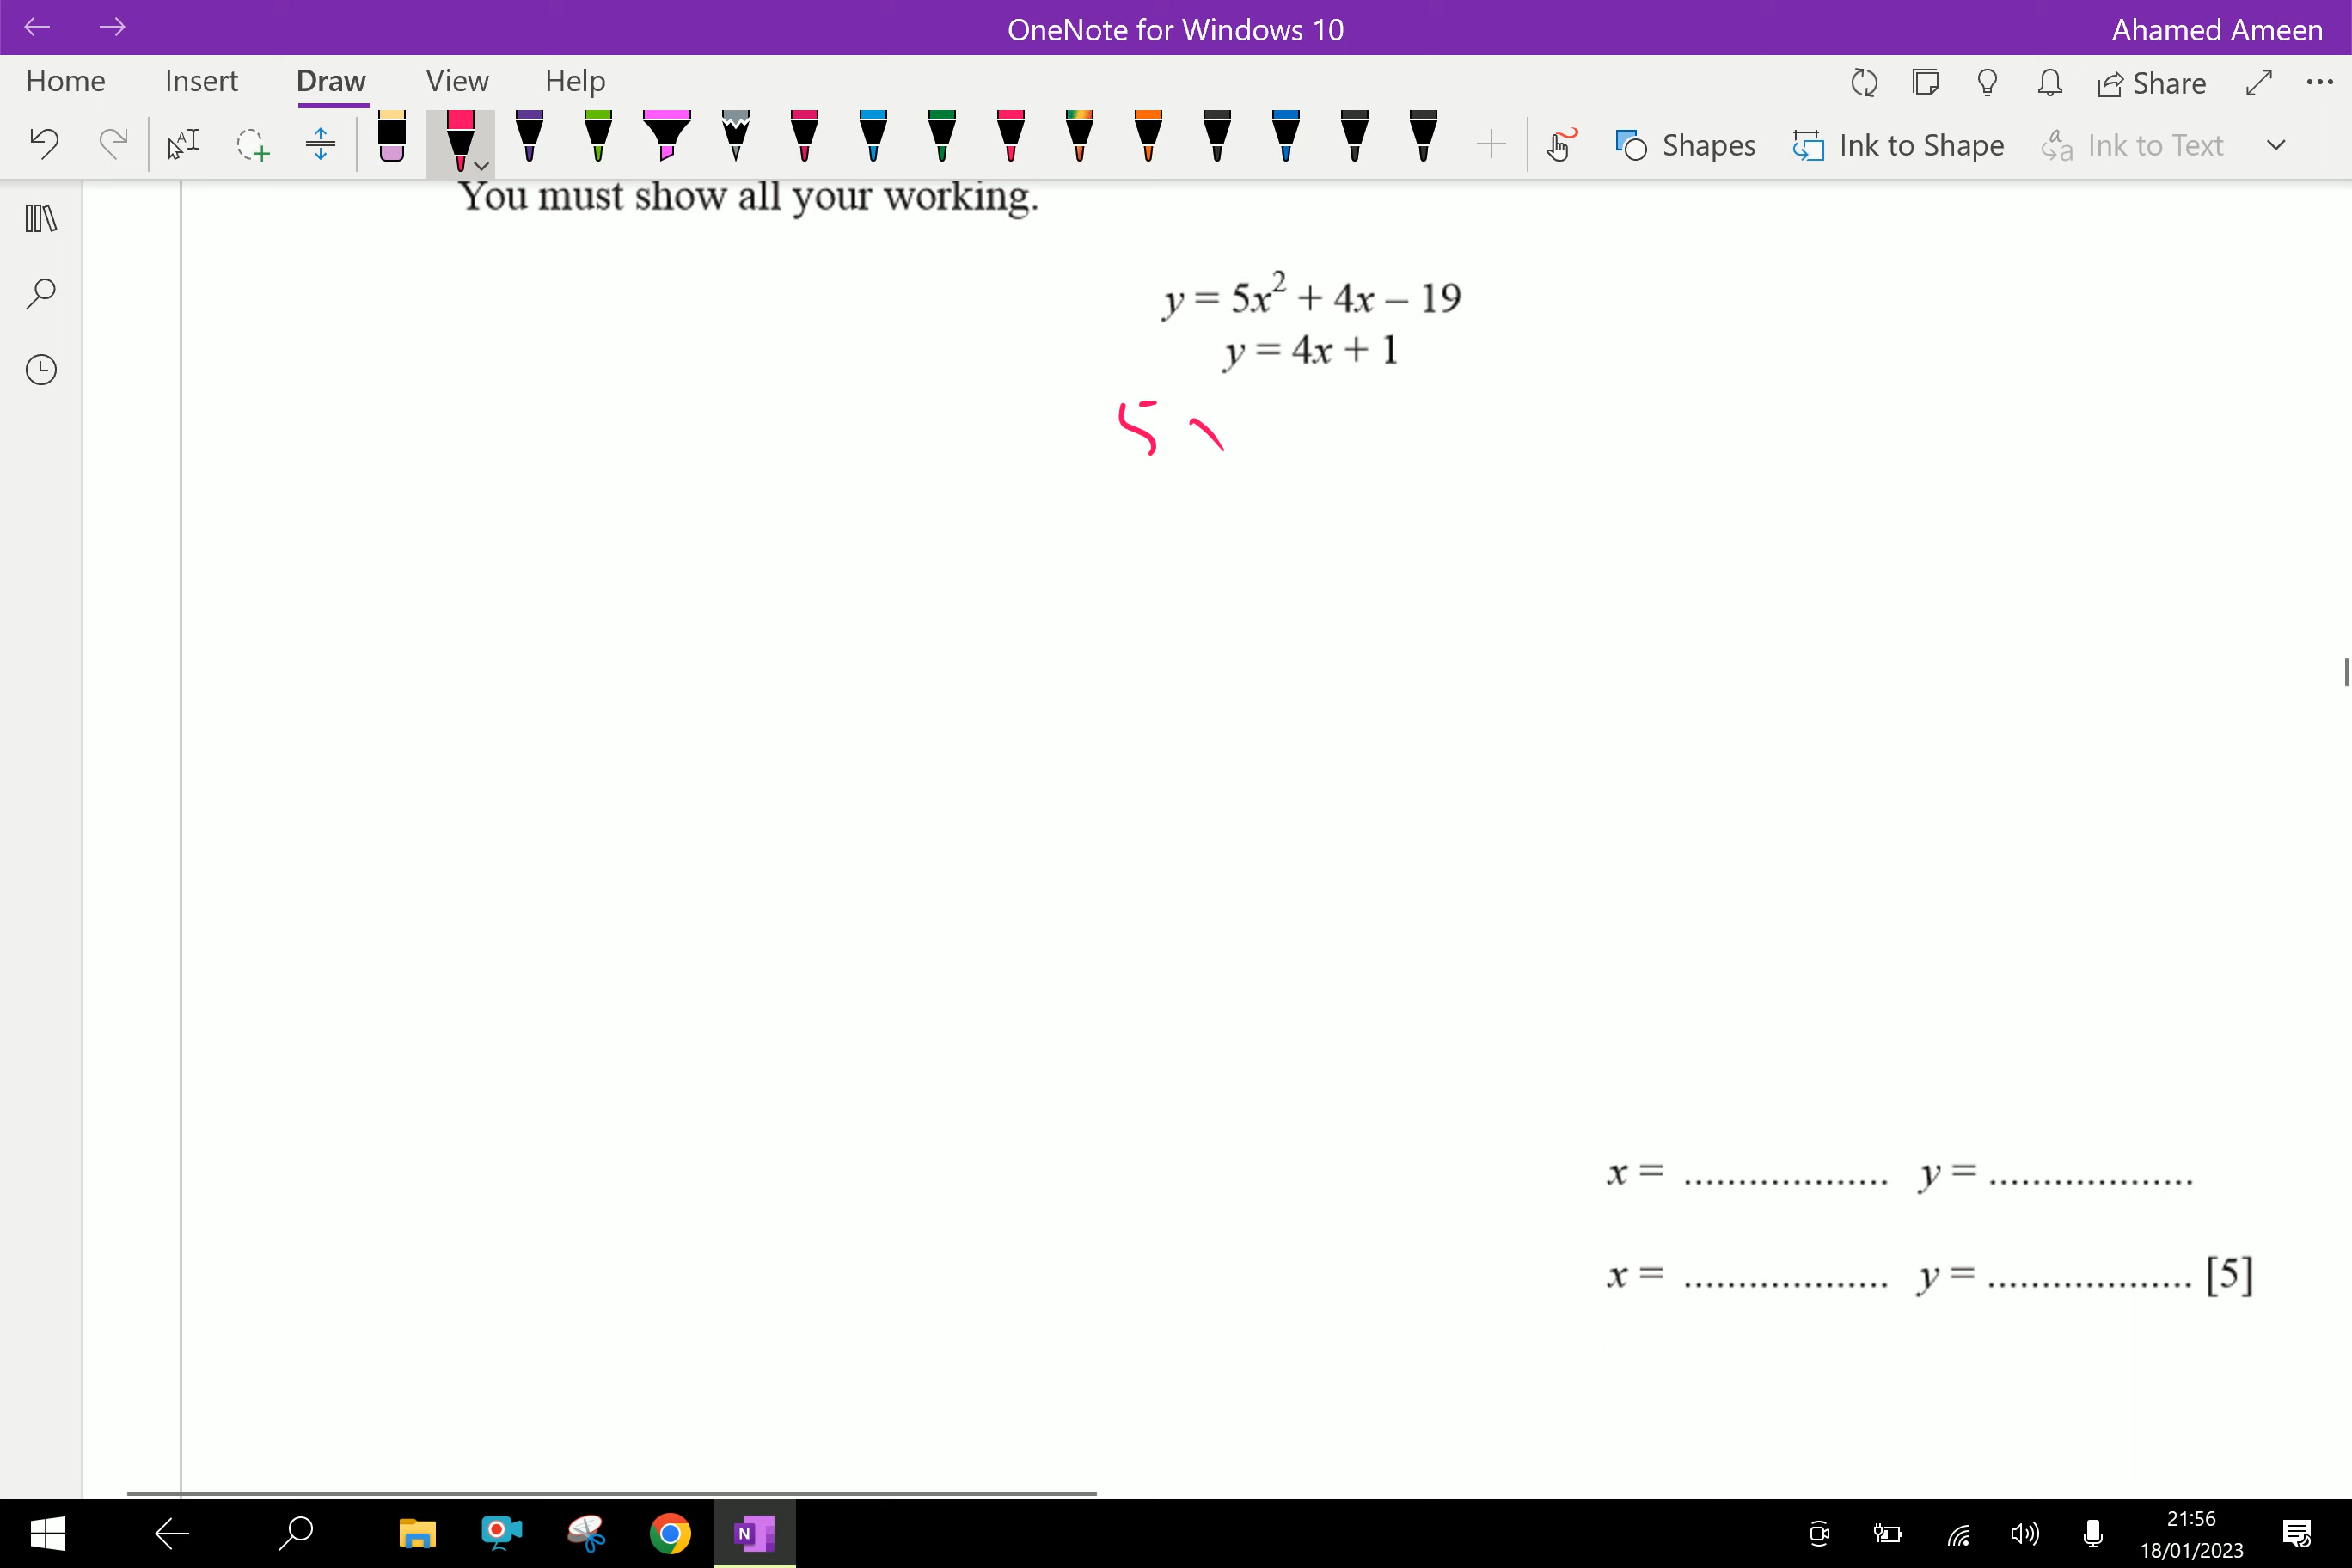 OneNote for Windows 10
Ahamed Ameen
Home Insert Draw View Help
Share
Shapes Ink to Shape Ink to Text
You must show all your working.
y = 5x² + 4x – 19
y = 4x + 1
5
x = ................... y = ...................
x = ................... y = ................... [5]
21:56
18/01/2023